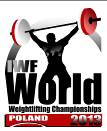 IWF
World
Weightlifting Championships
POLAND 2013